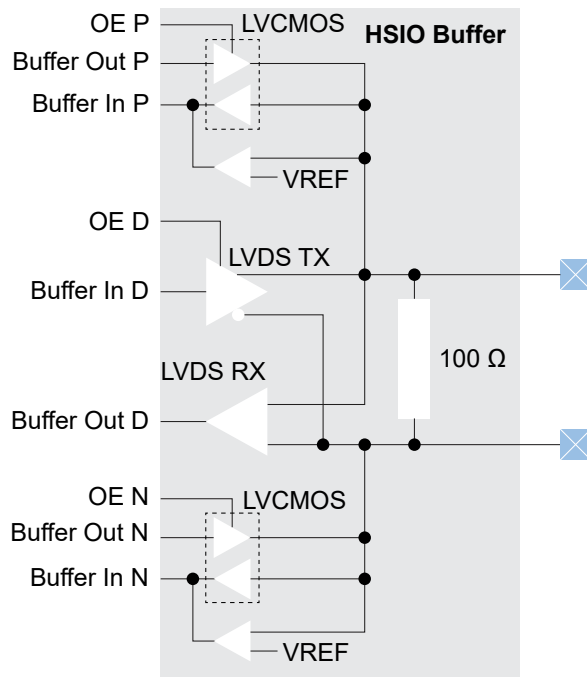 OE P
LVCMOS
HSIO Buffer
Buffer Out P
Buffer In P
VREF
OE D
LVDS TX
Buffer In D
100 Ω
LVDS RX
Buffer Out D
OE N
LVCMOS
Buffer Out N
Buffer In N
VREF